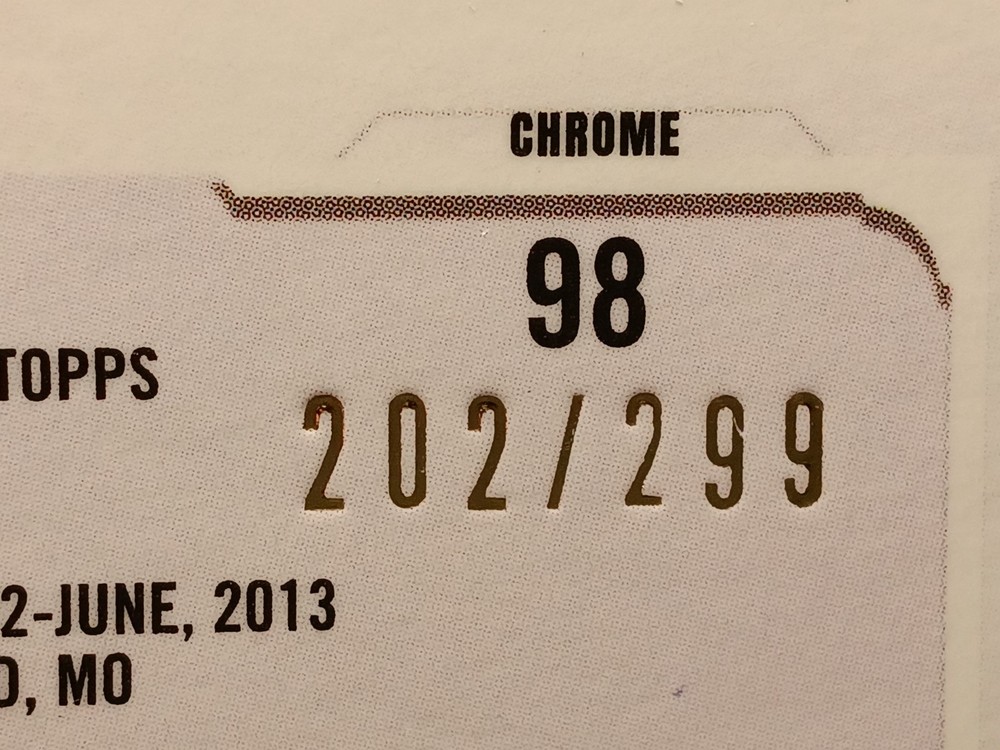 CHROME
98
TOPPS
202/299
2-JUNE, 2013
D, MO